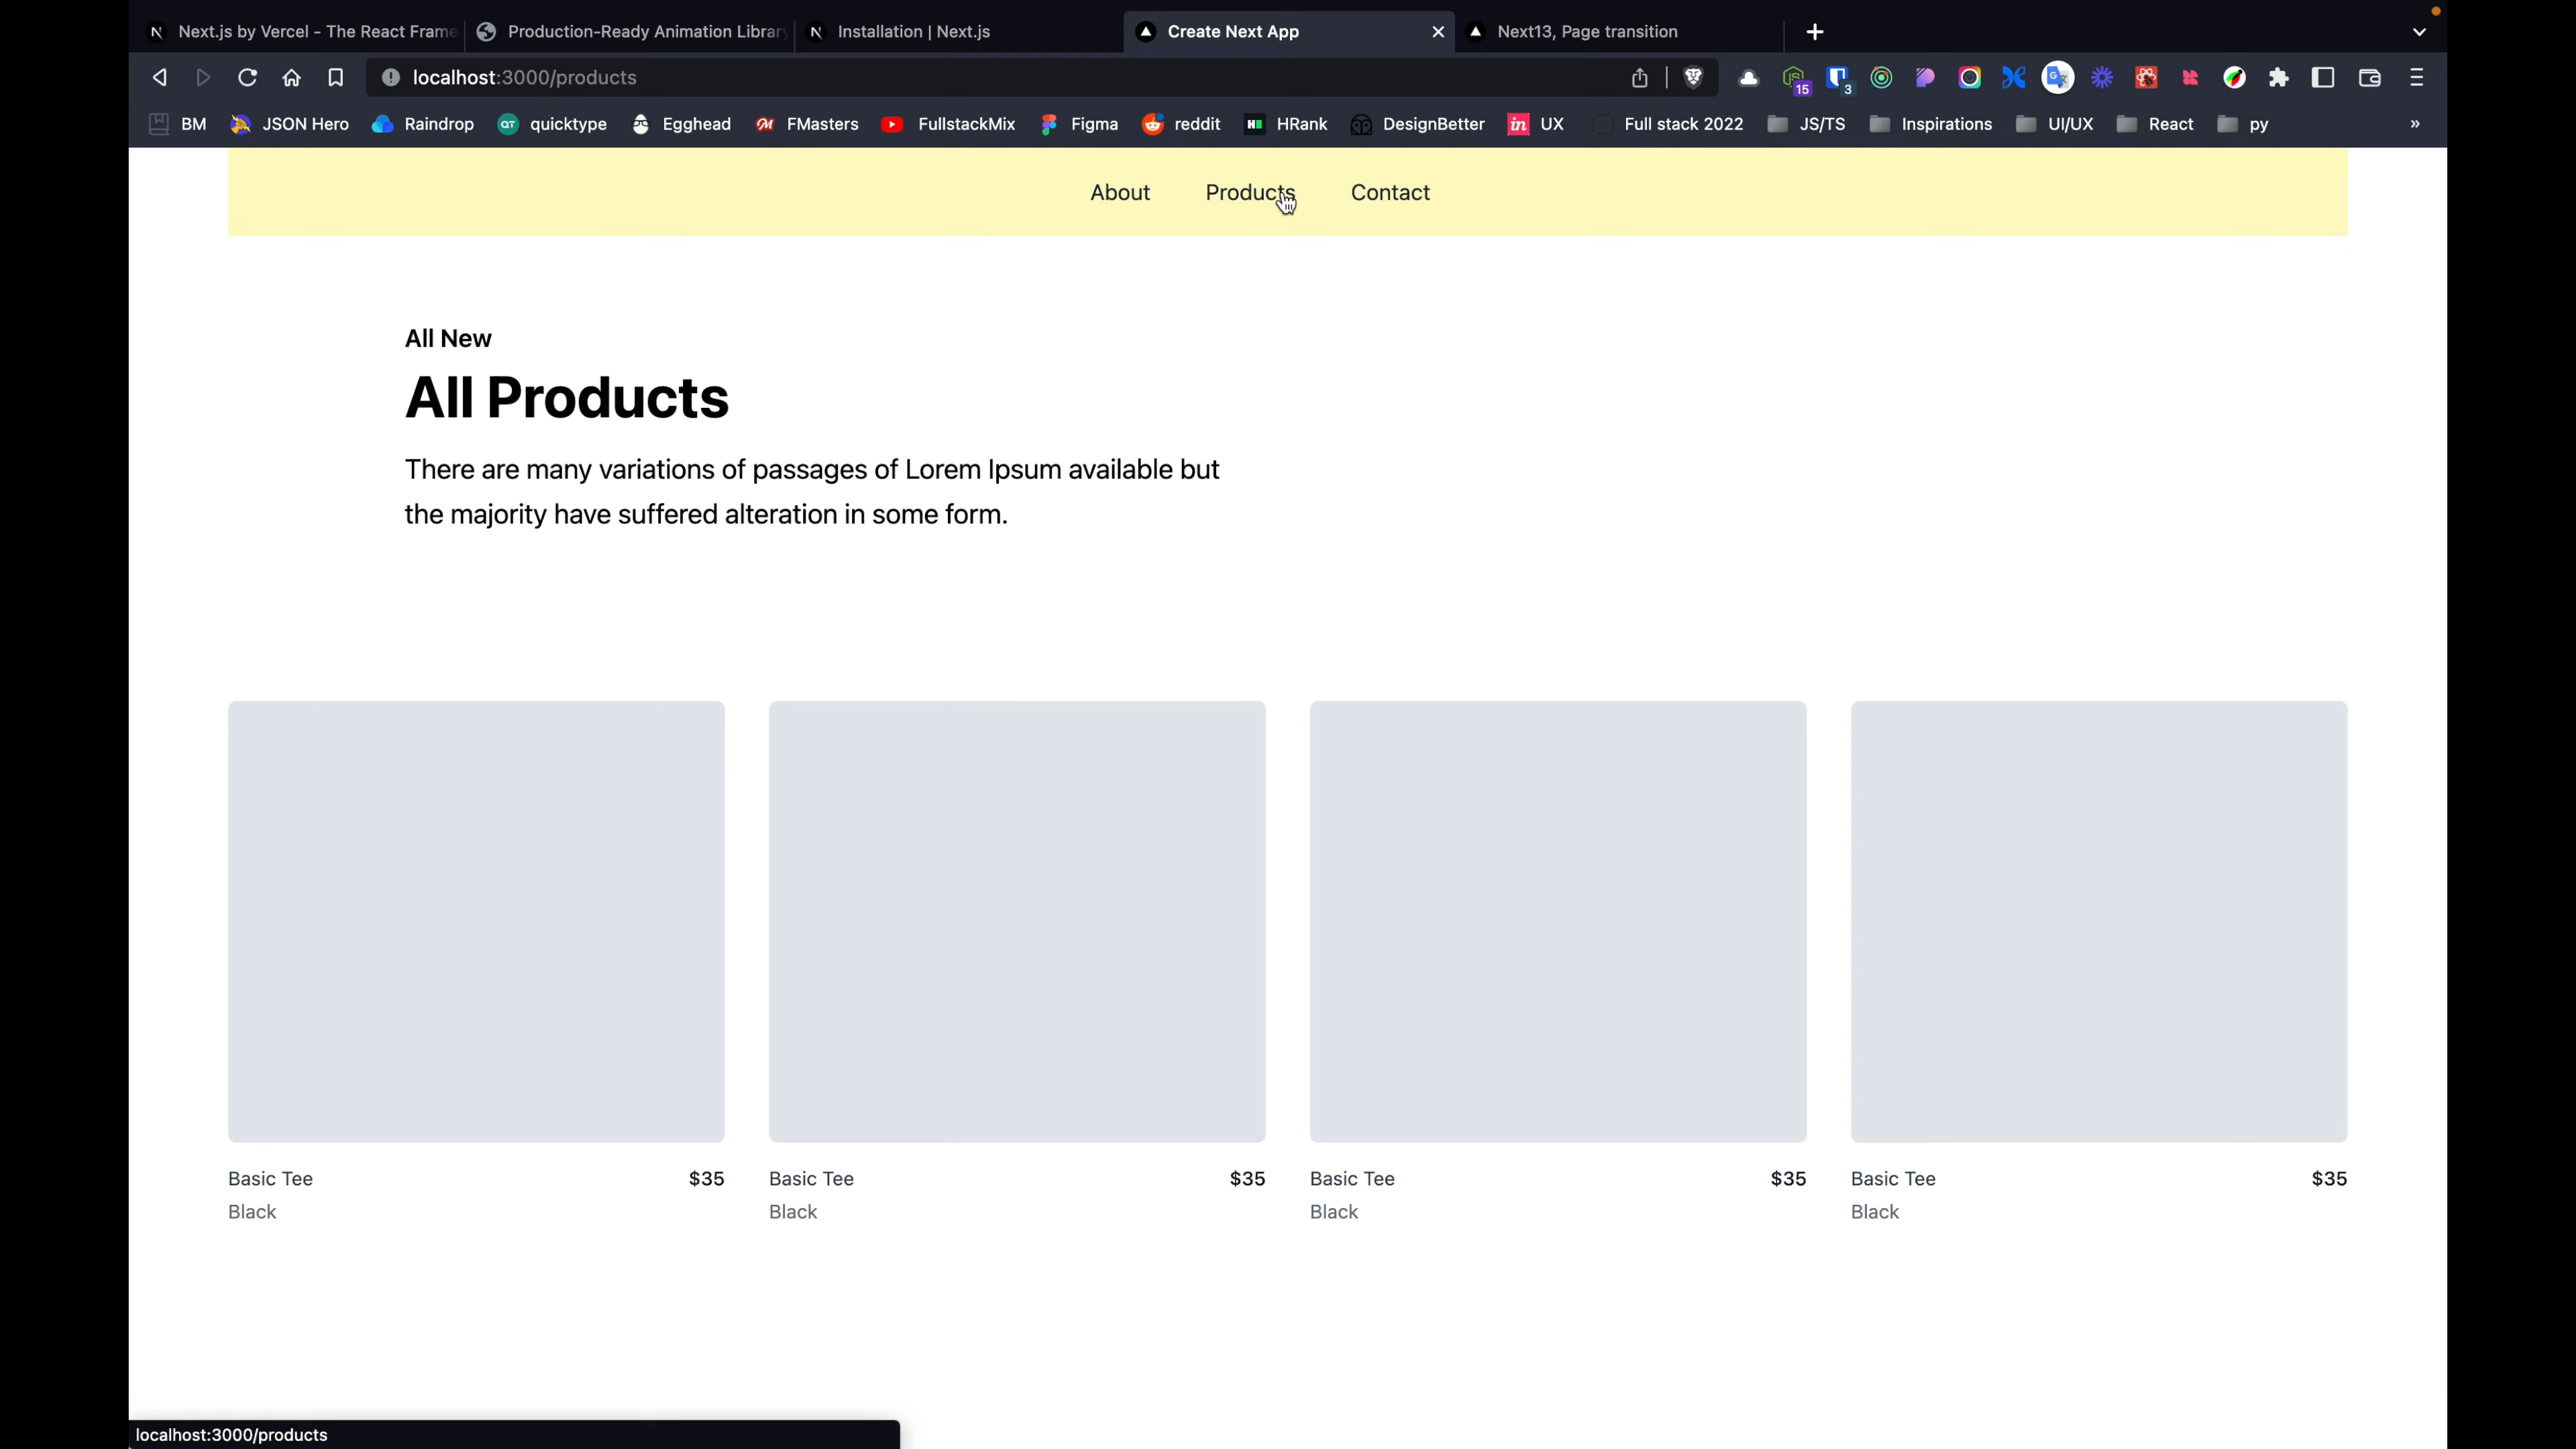 Next.js by Vercel - The React Frame
Production-Ready Animation Library
Installation | Next.js
Create Next App
Next13, Page transition
localhost:3000/products
15
3
BM
JSON Hero
Raindrop
QT
quicktype
Egghead
FMasters
FullstackMix
Figma
reddit
HRank
DesignBetter
in
UX
Full stack 2022
JS/TS
Inspirations
UI/UX
React
py
About
Products
Contact
All New
All Products
There are many variations of passages of Lorem Ipsum available but
the majority have suffered alteration in some form.
Basic Tee
$35
Black
Basic Tee
$35
Black
Basic Tee
$35
Black
Basic Tee
$35
Black
localhost:3000/products